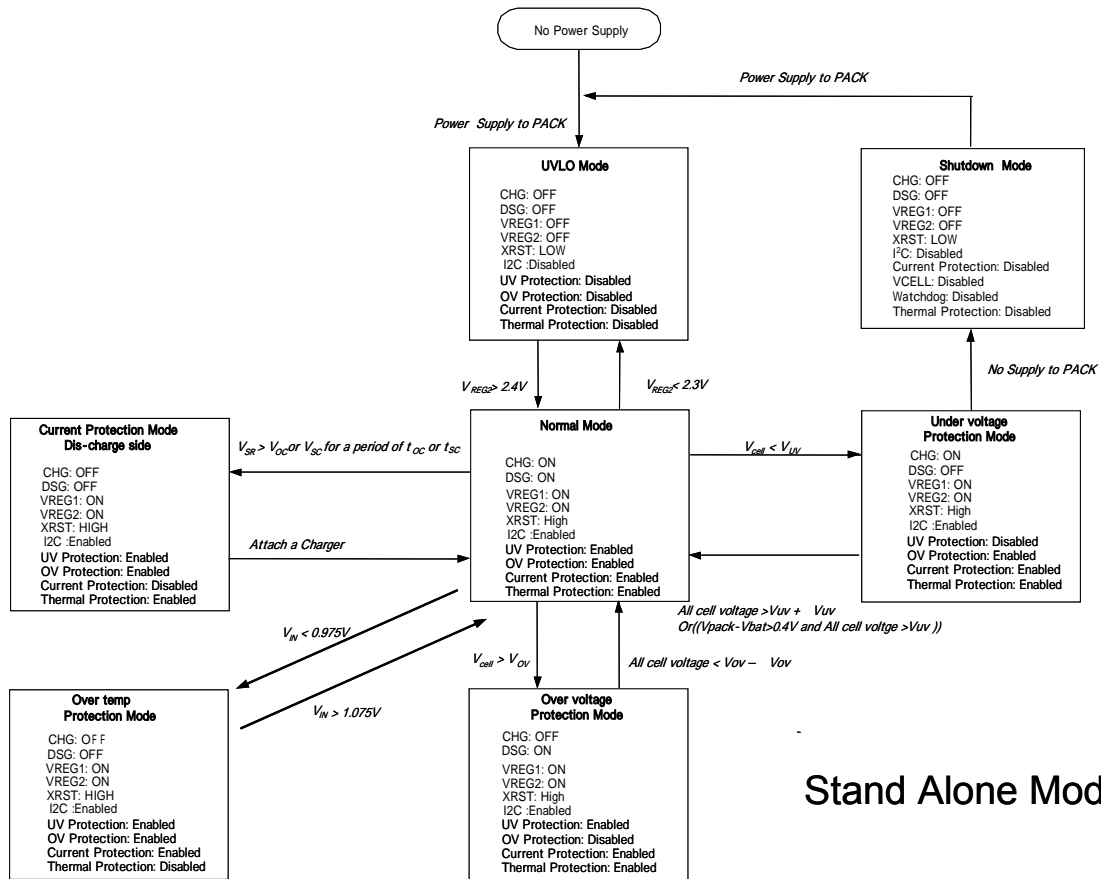 No Power Supply
Power Supply to PACK
Power Supply to PACK
UVLO Mode
CHG: OFF
DSG: OFF
VREG1: OFF
VREG2: OFF
XRST: LOW
I2C :Disabled
UV Protection: Disabled
OV Protection: Disabled
Current Protection: Disabled
Thermal Protection: Disabled
Shutdown Mode
CHG: OFF
DSG: OFF
VREG1: OFF
VREG2: OFF
XRST: LOW
I²C: Disabled
Current Protection: Disabled
VCELL: Disabled
Watchdog: Disabled
Thermal Protection: Disabled
No Supply to PACK
VREG2> 2.4V
VREG2< 2.3V
Current Protection Mode
Dis-charge side
CHG: OFF
DSG: OFF
VREG1: ON
VREG2: ON
XRST: HIGH
I2C :Enabled
UV Protection: Enabled
OV Protection: Enabled
Current Protection: Disabled
Thermal Protection: Enabled
VSR > VOC or VSC for a period of tOC or tSC
Attach a Charger
Normal Mode
CHG: ON
DSG: ON
VREG1: ON
VREG2: ON
XRST: High
I2C :Enabled
UV Protection: Enabled
OV Protection: Enabled
Current Protection: Enabled
Thermal Protection: Enabled
Vcell < VUV
Under voltage
Protection Mode
CHG: ON
DSG: OFF
VREG1: ON
VREG2: ON
XRST: High
I2C :Enabled
UV Protection: Disabled
OV Protection: Enabled
Current Protection: Enabled
Thermal Protection: Enabled
All cell voltage >Vuv + Vuv
Or((Vpack-Vbat>0.4V and All cell voltge >Vuv ))
VIN < 0.975V
VIN > 1.075V
Vcell > VOV
All cell voltage < Vov – Vov
Over temp
Protection Mode
CHG: OFF
DSG: OFF
VREG1: ON
VREG2: ON
XRST: HIGH
I2C :Enabled
UV Protection: Enabled
OV Protection: Enabled
Current Protection: Enabled
Thermal Protection: Disabled
Over voltage
Protection Mode
CHG: OFF
DSG: ON
VREG1: ON
VREG2: ON
XRST: High
I2C :Enabled
UV Protection: Enabled
OV Protection: Disabled
Current Protection: Enabled
Thermal Protection: Enabled
Stand Alone Mod